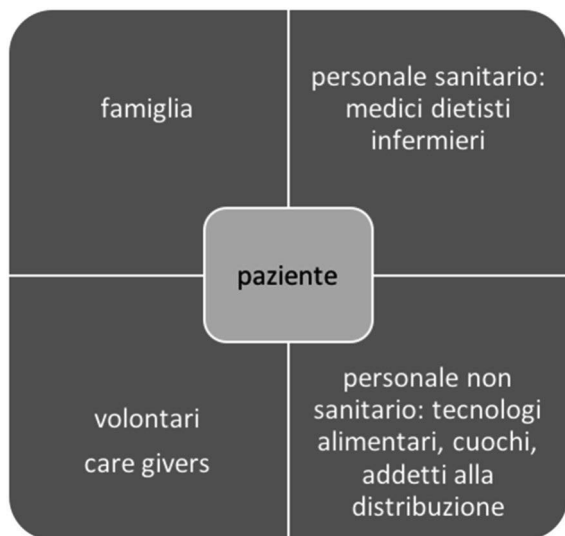 famiglia
personale sanitario:
medici dietisti
infermieri
paziente
volontari
care givers
personale non
sanitario: tecnologi
alimentari, cuochi,
addetti alla
distribuzione